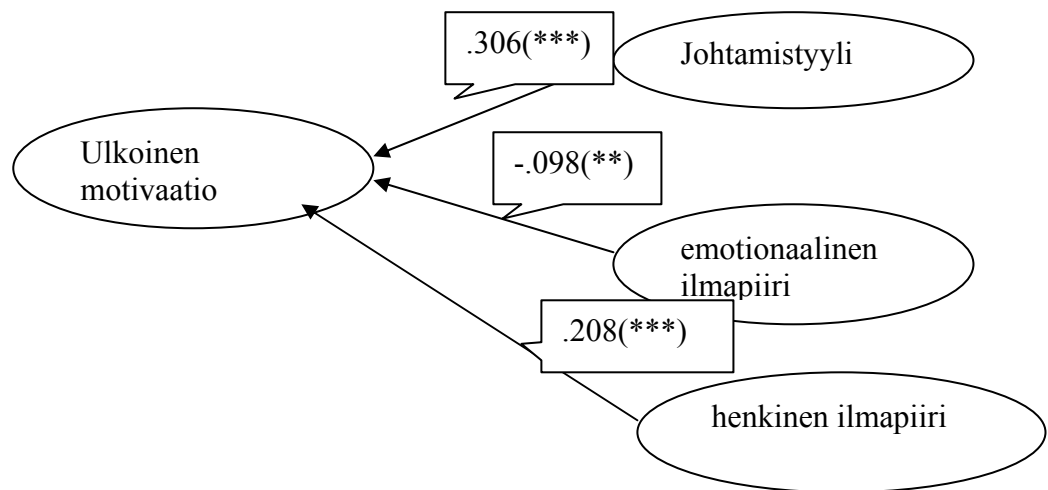 .306(***)
Johtamistyyli
Ulkoinen
motivaatio
-.098(**)
emotionaalinen
ilmapiiri
.208(***)
henkinen ilmapiiri